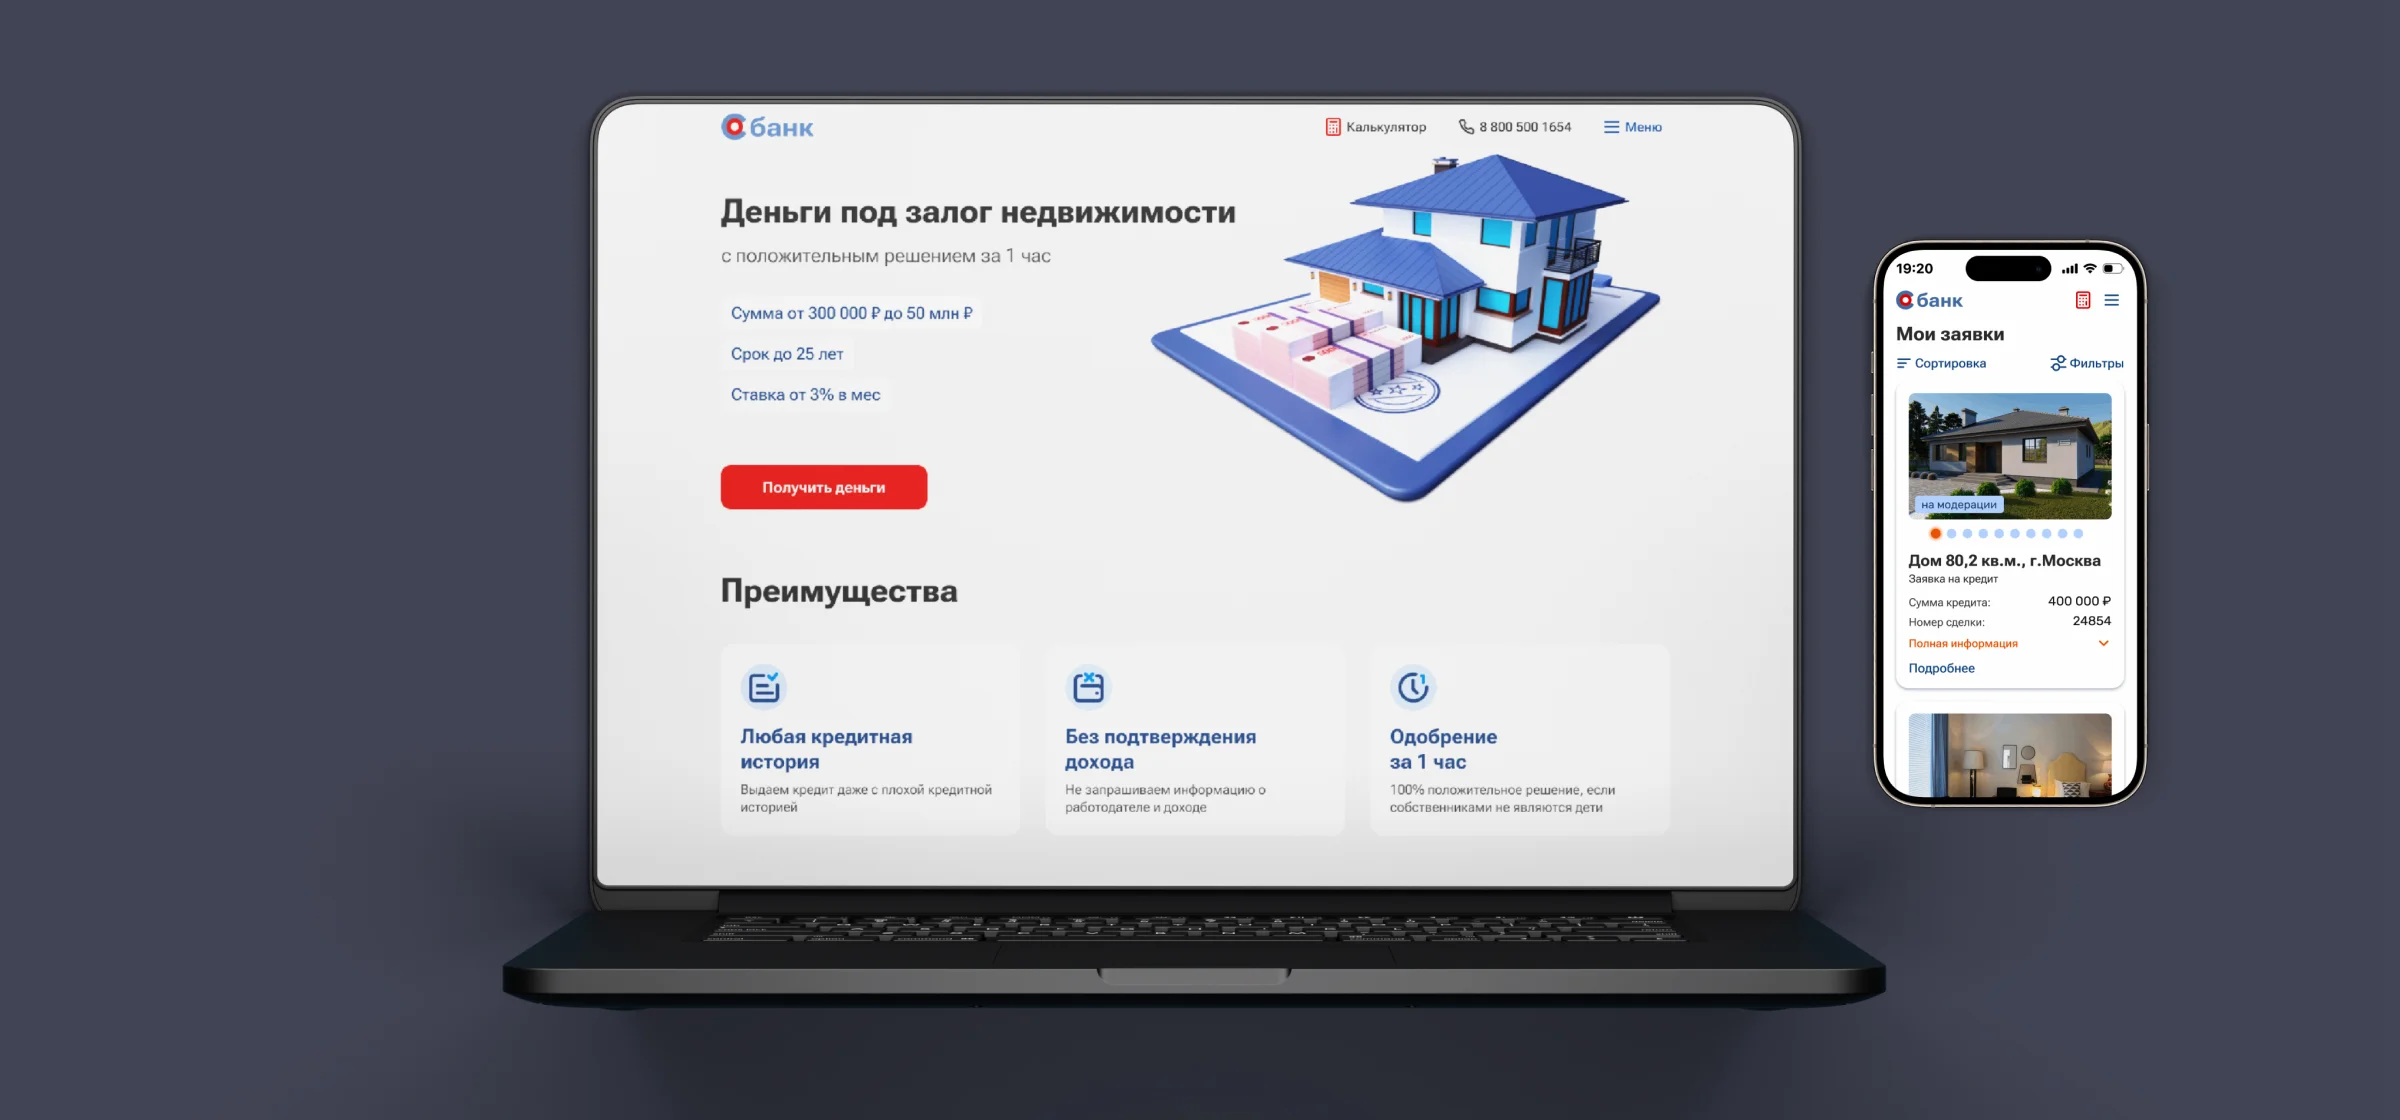 банк
Калькулятор
8 800 500 1654
Меню
Деньги под залог недвижимости
с положительным решением за 1 час
Сумма от 300 000 ₽ до 50 млн ₽
Срок до 25 лет
Ставка от 3% в мес
Получить деньги
Преимущества
Любая кредитная
история
Выдаем кредит даже с плохой кредитной
историей
Без подтверждения
дохода
Не запрашиваем информацию о
работодателе и доходе
Одобрение
за 1 час
100% положительное решение, если
собственниками не являются дети
19:20
банк
Мои заявки
Сортировка
Фильтры
на модерации
Дом 80,2 кв.м., г.Москва
Заявка на кредит
Сумма кредита: 400 000 ₽
Номер сделки: 24854
Полная информация
Подробнее